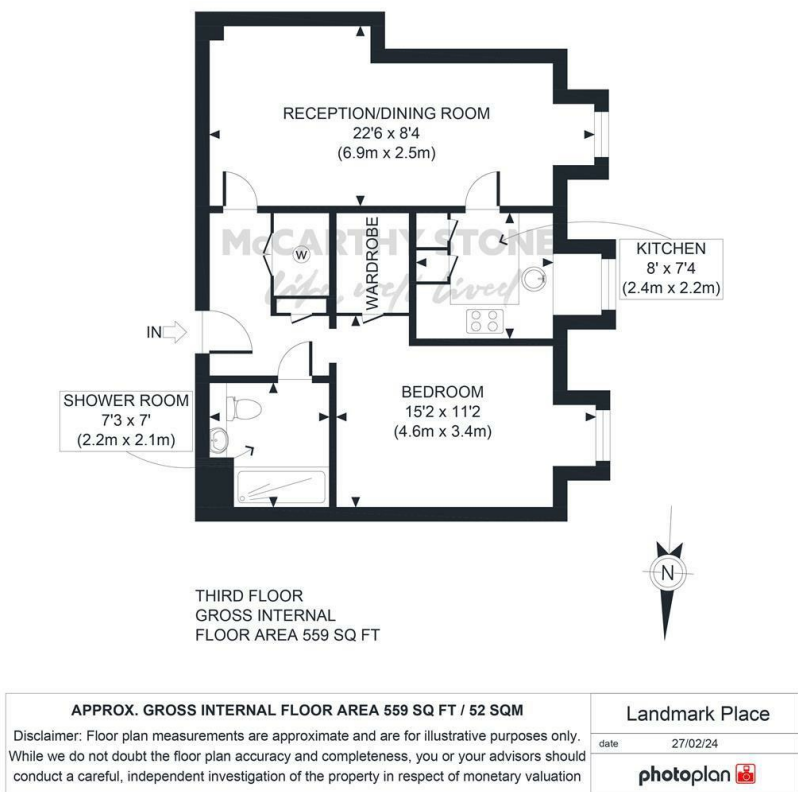 RECEPTION/DINING ROOM
22'6 x 8'4
(6.9m x 2.5m)
McCARTHY STONE
life, well lived
W
WARDROBE
KITCHEN
8' x 7'4
(2.4m x 2.2m)
IN
SHOWER ROOM
7'3 x 7'
(2.2m x 2.1m)
BEDROOM
15'2 x 11'2
(4.6m x 3.4m)
N
THIRD FLOOR
GROSS INTERNAL
FLOOR AREA 559 SQ FT
APPROX. GROSS INTERNAL FLOOR AREA 559 SQ FT / 52 SQM
Disclaimer: Floor plan measurements are approximate and are for illustrative purposes only.
While we do not doubt the floor plan accuracy and completeness, you or your advisors should
conduct a careful, independent investigation of the property in respect of monetary valuation
Landmark Place
date 27/02/24
photoplan